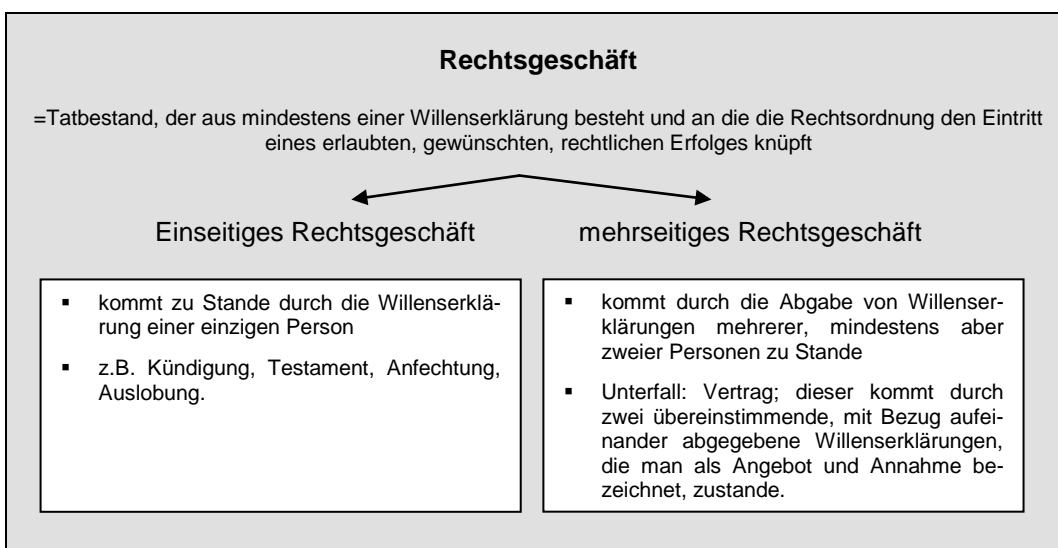 Rechtsgeschäft
=Tatbestand, der aus mindestens einer Willenserklärung besteht und an die die Rechtsordnung den Eintritt
eines erlaubten, gewünschten, rechtlichen Erfolges knüpft
Einseitiges Rechtsgeschäft
▪ kommt zu Stande durch die Willenserklä-
rung einer einzigen Person
▪ z.B. Kündigung, Testament, Anfechtung,
Auslobung.
mehrseitiges Rechtsgeschäft
▪ kommt durch die Abgabe von Willenser-
klärungen mehrerer, mindestens aber
zweier Personen zu Stande
▪ Unterfall: Vertrag; dieser kommt durch
zwei übereinstimmende, mit Bezug aufei-
nander abgegebene Willenserklärungen,
die man als Angebot und Annahme be-
zeichnet, zustande.